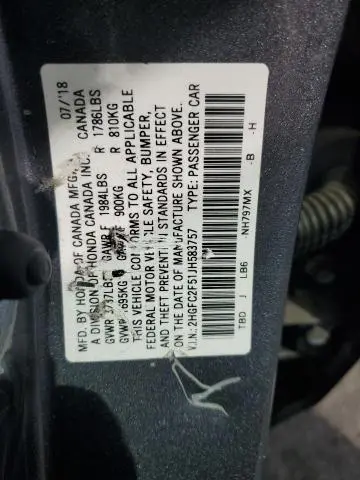 MFD. BY HONDA OF CANADA MFG., 07/'18
A DIVISION OF HONDA CANADA INC. CANADA
GVWR 3737LBS GAWR F 1984LBS R 1786LBS
GVWR 1695KG F 900KG R 810KG
THIS VEHICLE CONFORMS TO ALL APPLICABLE
FEDERAL MOTOR VEHICLE SAFETY, BUMPER,
AND THEFT PREVENTION STANDARDS IN EFFECT
ON THE DATE OF MANUFACTURE SHOWN ABOVE.
V.I.N.: 2HGFC2F51JH583757 TYPE: PASSENGER CAR
TBD J LB6 -NH797MX -B -H